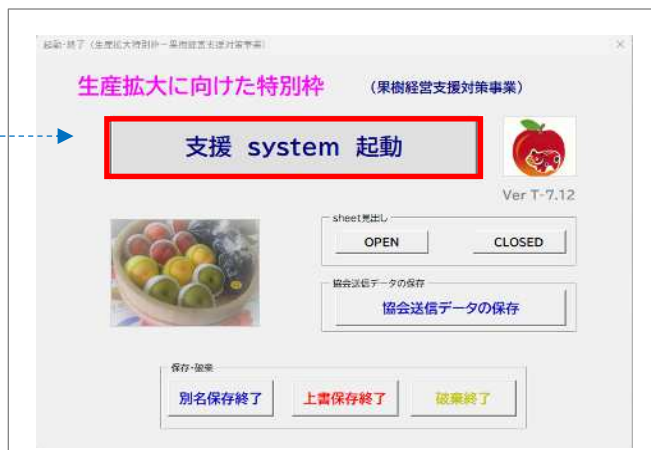 起動・終了（生産拡大特別枠－果樹経営支援対策事業）
生産拡大に向けた特別枠 （果樹経営支援対策事業）
支援 system 起動
Ver T-7.12
sheet見出し
OPEN CLOSED
協会送信データの保存
協会送信データの保存
保存・破棄
別名保存終了 上書保存終了 破棄終了